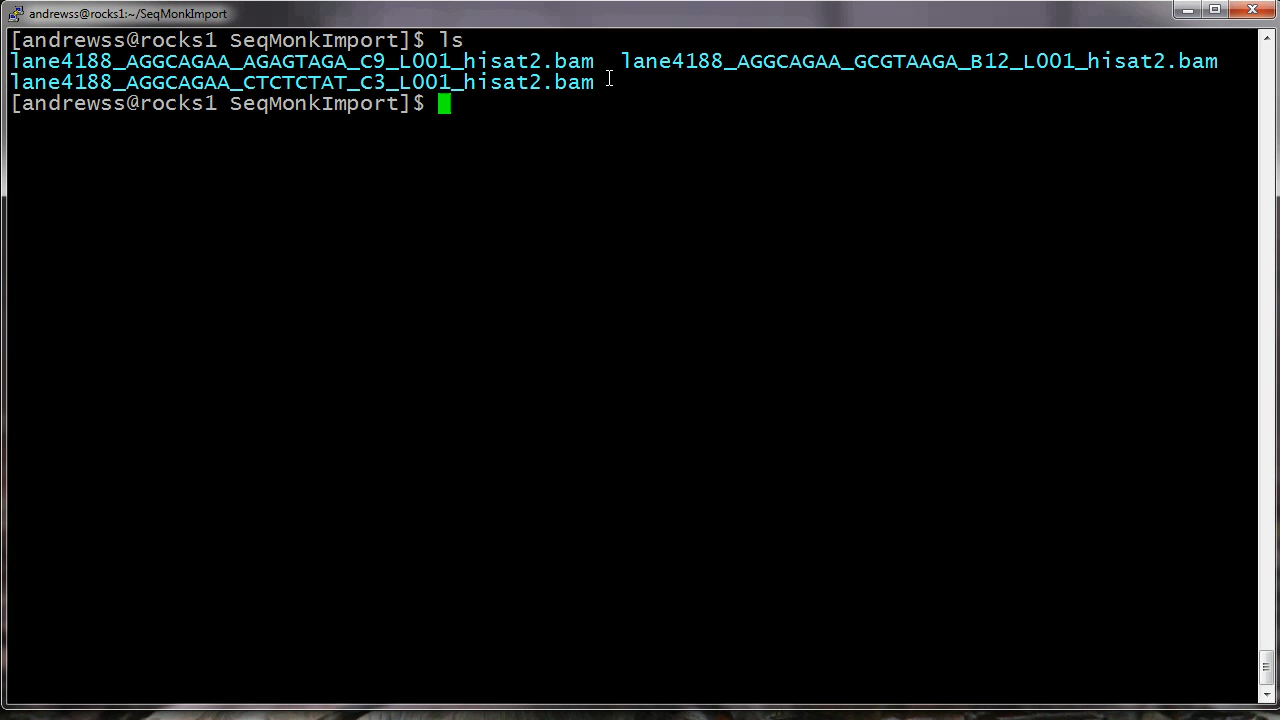 andrewss@rocks1:~/SeqMonkImport
[andrewss@rocks1 SeqMonkImport]$ ls
lane4188_AGGCAGAA_AGAGTAGA_C9_L001_hisat2.bam  lane4188_AGGCAGAA_GCGTAAGA_B12_L001_hisat2.bam
lane4188_AGGCAGAA_CTCTCTAT_C3_L001_hisat2.bam
[andrewss@rocks1 SeqMonkImport]$